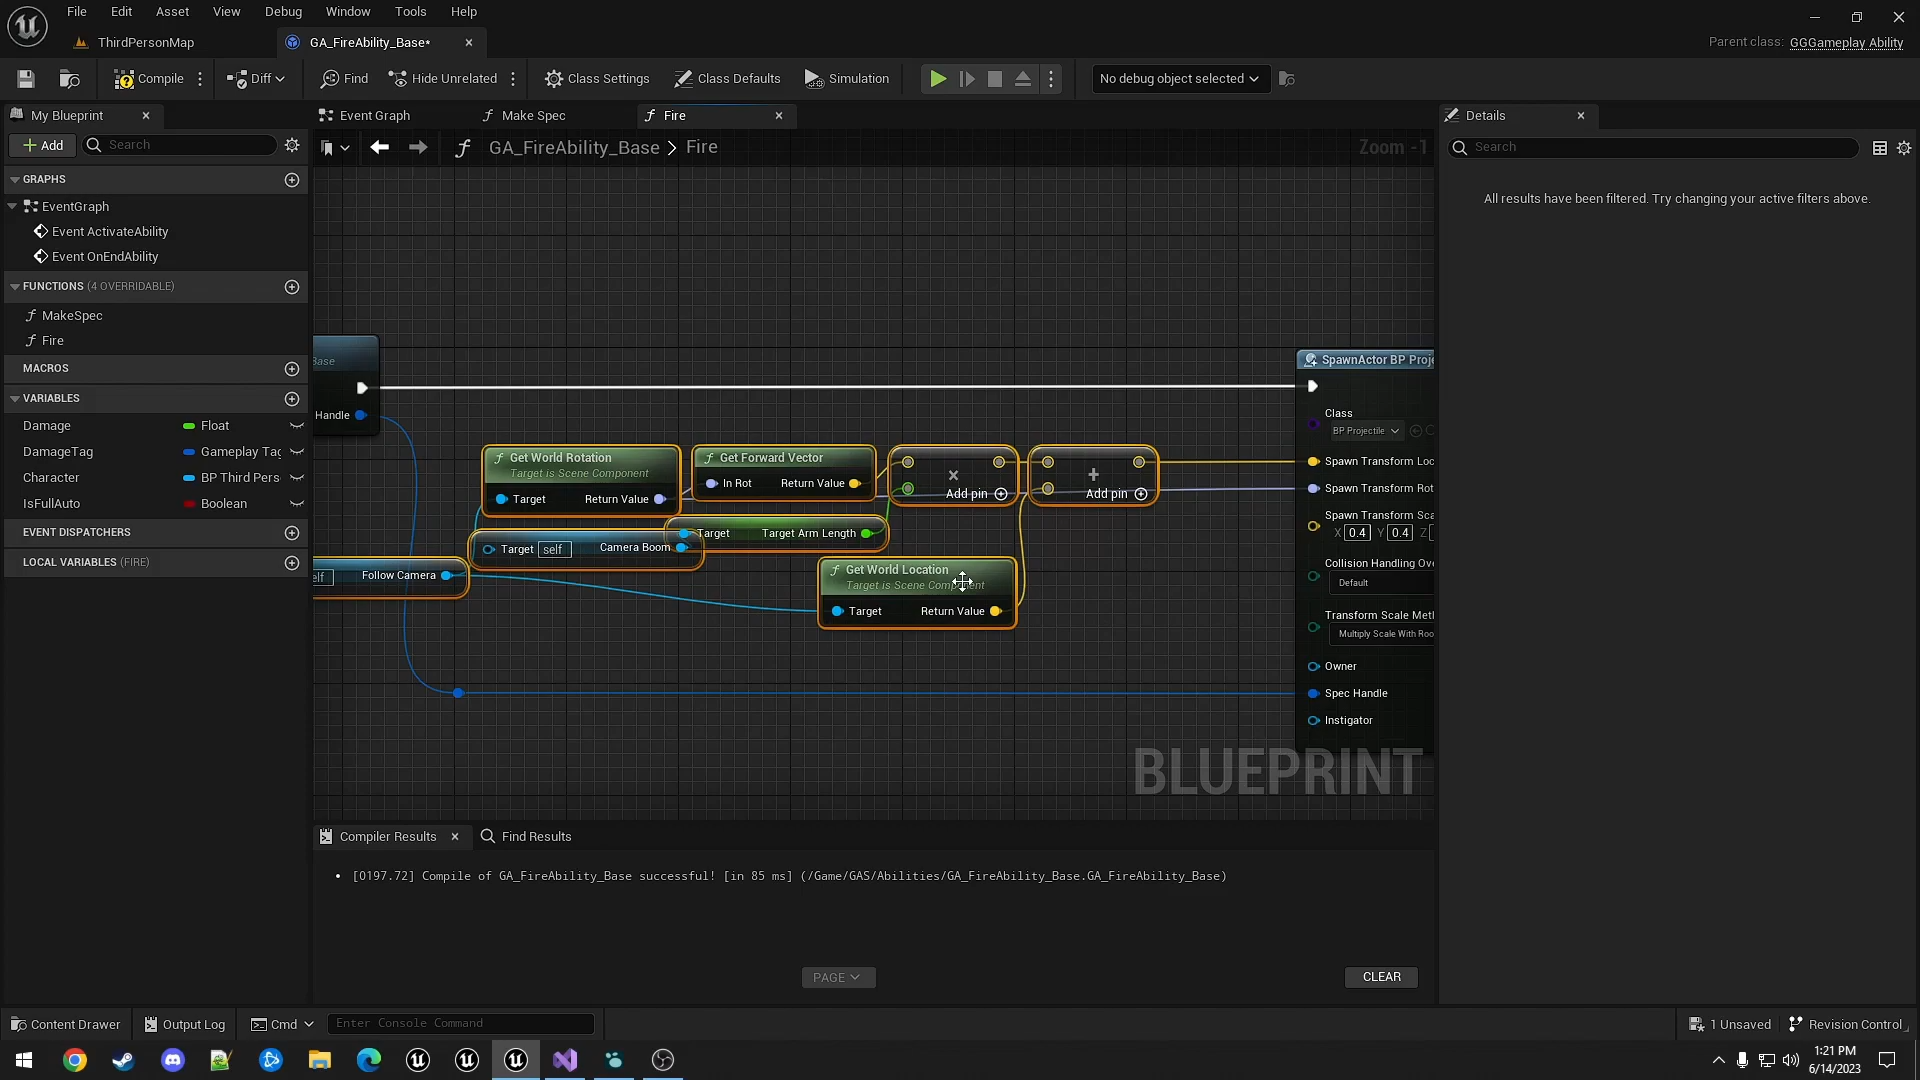 File Edit Asset View Debug Window Tools Help
ThirdPersonMap
GA_FireAbility_Base*
Parent class: GGGameplay Ability
Compile
Diff
Find
Hide Unrelated
Class Settings
Class Defaults
Simulation
No debug object selected
My Blueprint
Event Graph
Make Spec
Fire
Details
Add
Search
GA_FireAbility_Base > Fire
Zoom -1
Search
GRAPHS
EventGraph
Event ActivateAbility
Event OnEndAbility
FUNCTIONS (4 OVERRIDABLE)
MakeSpec
Fire
MACROS
VARIABLES
Damage Float
DamageTag Gameplay Tag
Character BP Third Pers
IsFullAuto Boolean
EVENT DISPATCHERS
LOCAL VARIABLES (FIRE)
All results have been filtered. Try changing your active filters above.
Base
Handle
Get World Rotation
Target is Scene Component
Target Return Value
Get Forward Vector
In Rot Return Value
×
Add pin
+
Add pin
Target Target Arm Length
Target self Camera Boom
elf Follow Camera
Get World Location
Target is Scene Component
Target Return Value
SpawnActor BP Proje
Class
BP Projectile
Spawn Transform Loc
Spawn Transform Rot
Spawn Transform Sca
X 0.4 Y 0.4 Z
Collision Handling Ove
Default
Transform Scale Meth
Multiply Scale With Roo
Owner
Spec Handle
Instigator
BLUEPRINT
Compiler Results
Find Results
• [0197.72] Compile of GA_FireAbility_Base successful! [in 85 ms] (/Game/GAS/Abilities/GA_FireAbility_Base.GA_FireAbility_Base)
PAGE
CLEAR
Content Drawer
Output Log
Cmd
Enter Console Command
1 Unsaved
Revision Control
1:21 PM
6/14/2023